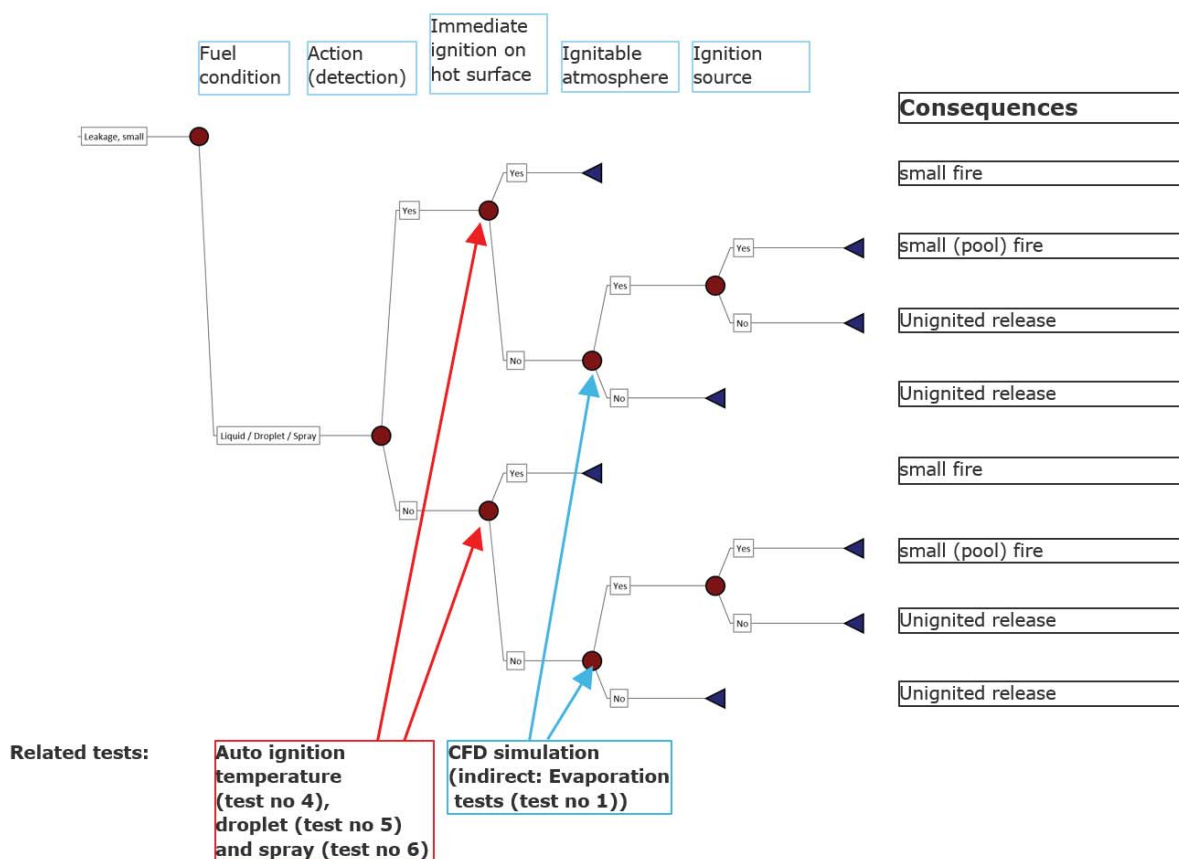 Fuel
condition
Action
(detection)
Immediate
ignition on
hot surface
Ignitable
atmosphere
Ignition
source
Consequences
Leakage, small
Yes
small fire
Yes
Yes
small (pool) fire
Yes
No
Unignited release
No
No
Unignited release
Liquid / Droplet / Spray
Yes
small fire
No
Yes
small (pool) fire
Yes
No
Unignited release
No
No
Unignited release
Related tests:
Auto ignition
temperature
(test no 4),
droplet (test no 5)
and spray (test no 6)
CFD simulation
(indirect: Evaporation
tests (test no 1))